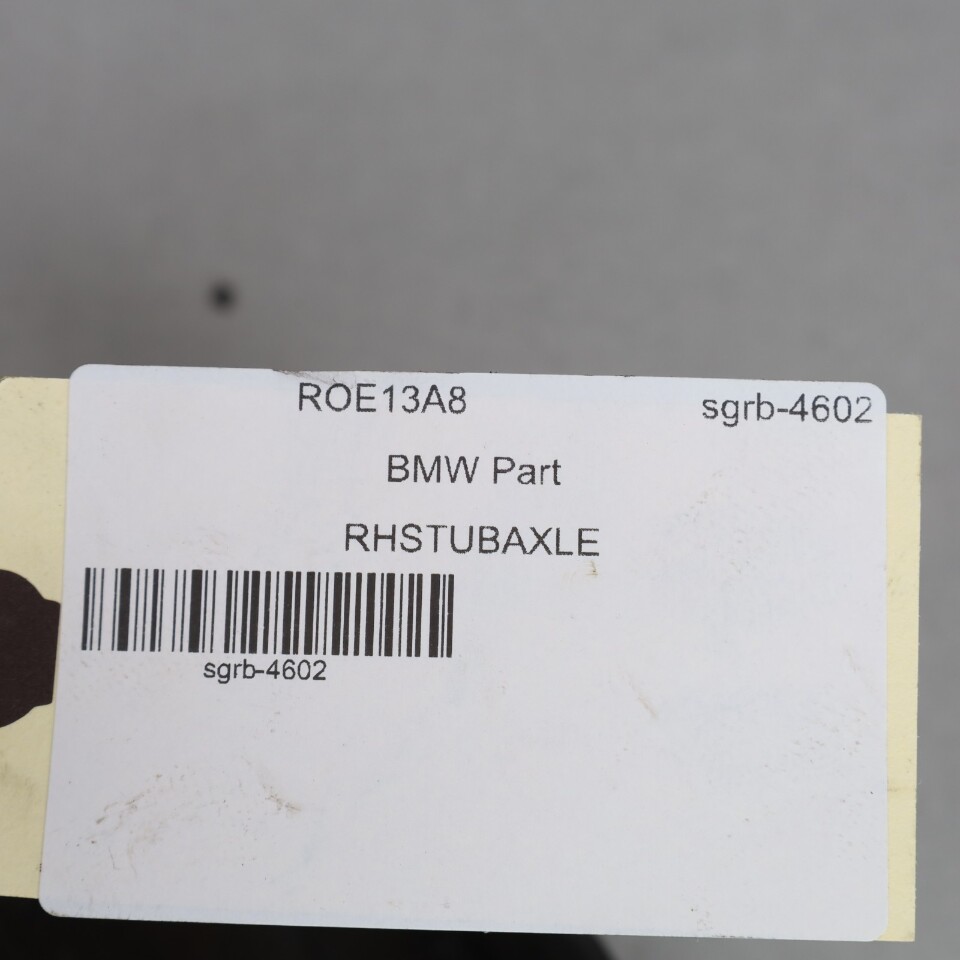 ROE13A8 sgrb-4602
BMW Part
RHSTUBAXLE
sgrb-4602